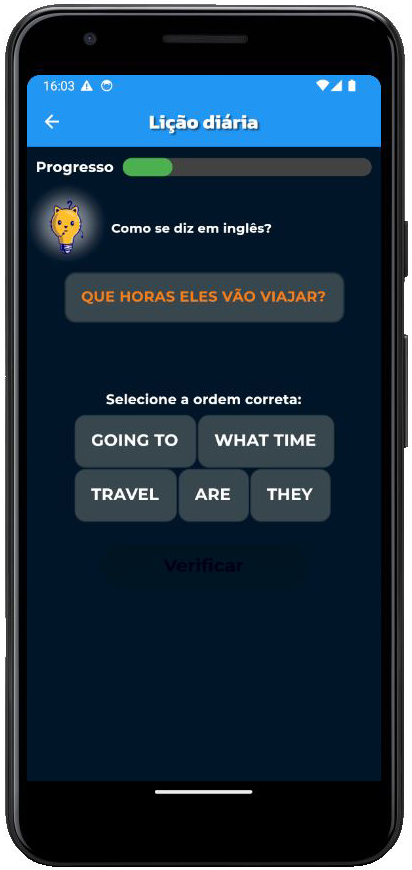 16:03
Lição diária
Progresso
Como se diz em inglês?
QUE HORAS ELES VÃO VIAJAR?
Selecione a ordem correta:
GOING TO WHAT TIME
TRAVEL ARE THEY
Verificar